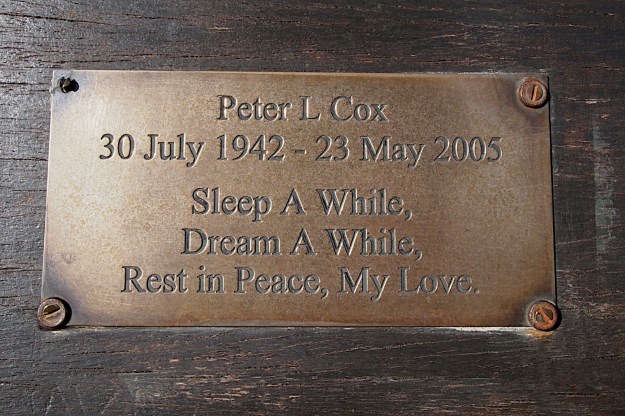 Peter L Cox
30 July 1942 - 23 May 2005
Sleep A While,
Dream A While,
Rest in Peace, My Love.